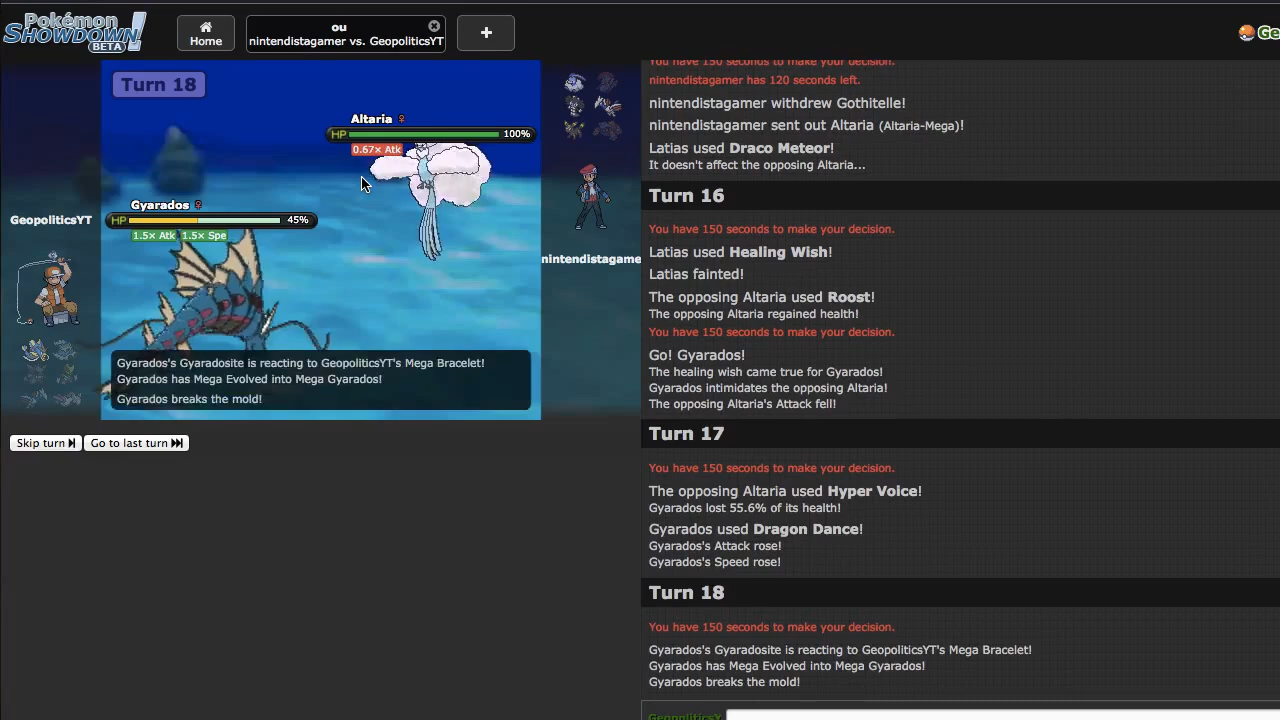 Pokémon
SHOWDOWN!
BETA
Home
ou
nintendistagamer vs. GeopoliticsYT
+
Ge
Turn 18
Altaria ♀
HP 100%
0.67× Atk
Gyarados ♀
HP 45%
1.5× Atk 1.5× Spe
GeopoliticsYT
nintendistagame
Gyarados's Gyaradosite is reacting to GeopoliticsYT's Mega Bracelet!
Gyarados has Mega Evolved into Mega Gyarados!
Gyarados breaks the mold!
Skip turn
Go to last turn
You have 150 seconds to make your decision.
nintendistagamer has 120 seconds left.
nintendistagamer withdrew Gothitelle!
nintendistagamer sent out Altaria (Altaria-Mega)!
Latias used Draco Meteor!
It doesn't affect the opposing Altaria...
Turn 16
You have 150 seconds to make your decision.
Latias used Healing Wish!
Latias fainted!
The opposing Altaria used Roost!
The opposing Altaria regained health!
You have 150 seconds to make your decision.
Go! Gyarados!
The healing wish came true for Gyarados!
Gyarados intimidates the opposing Altaria!
The opposing Altaria's Attack fell!
Turn 17
You have 150 seconds to make your decision.
The opposing Altaria used Hyper Voice!
Gyarados lost 55.6% of its health!
Gyarados used Dragon Dance!
Gyarados's Attack rose!
Gyarados's Speed rose!
Turn 18
You have 150 seconds to make your decision.
Gyarados's Gyaradosite is reacting to GeopoliticsYT's Mega Bracelet!
Gyarados has Mega Evolved into Mega Gyarados!
Gyarados breaks the mold!
GeopoliticsY